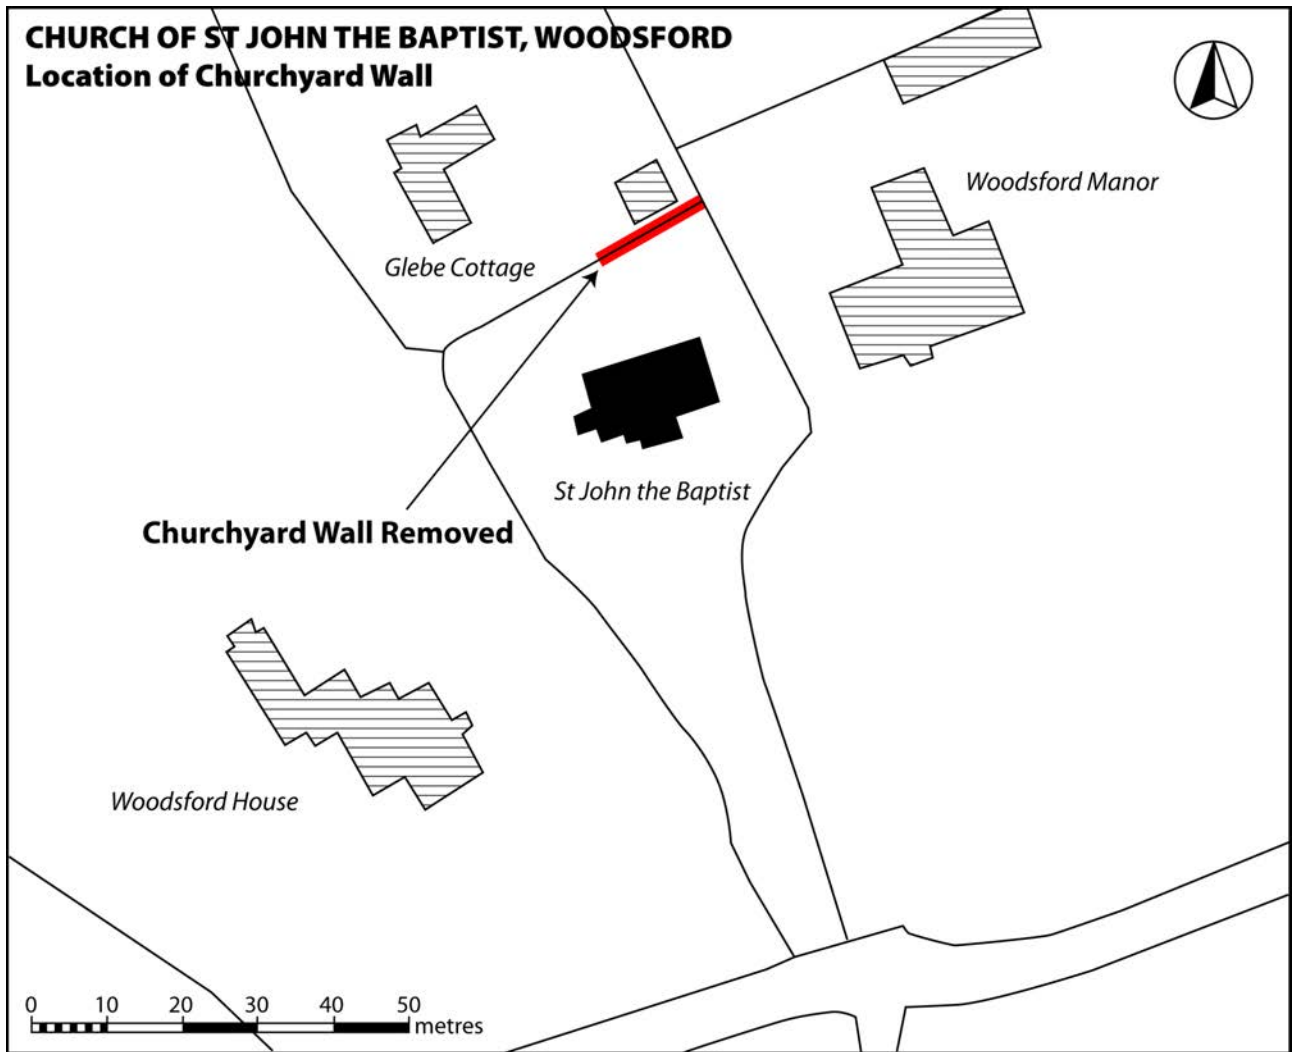 CHURCH OF ST JOHN THE BAPTIST, WOODSFORD
Location of Churchyard Wall
Woodsford Manor
Glebe Cottage
St John the Baptist
Churchyard Wall Removed
Woodsford House
0 10 20 30 40 50
metres